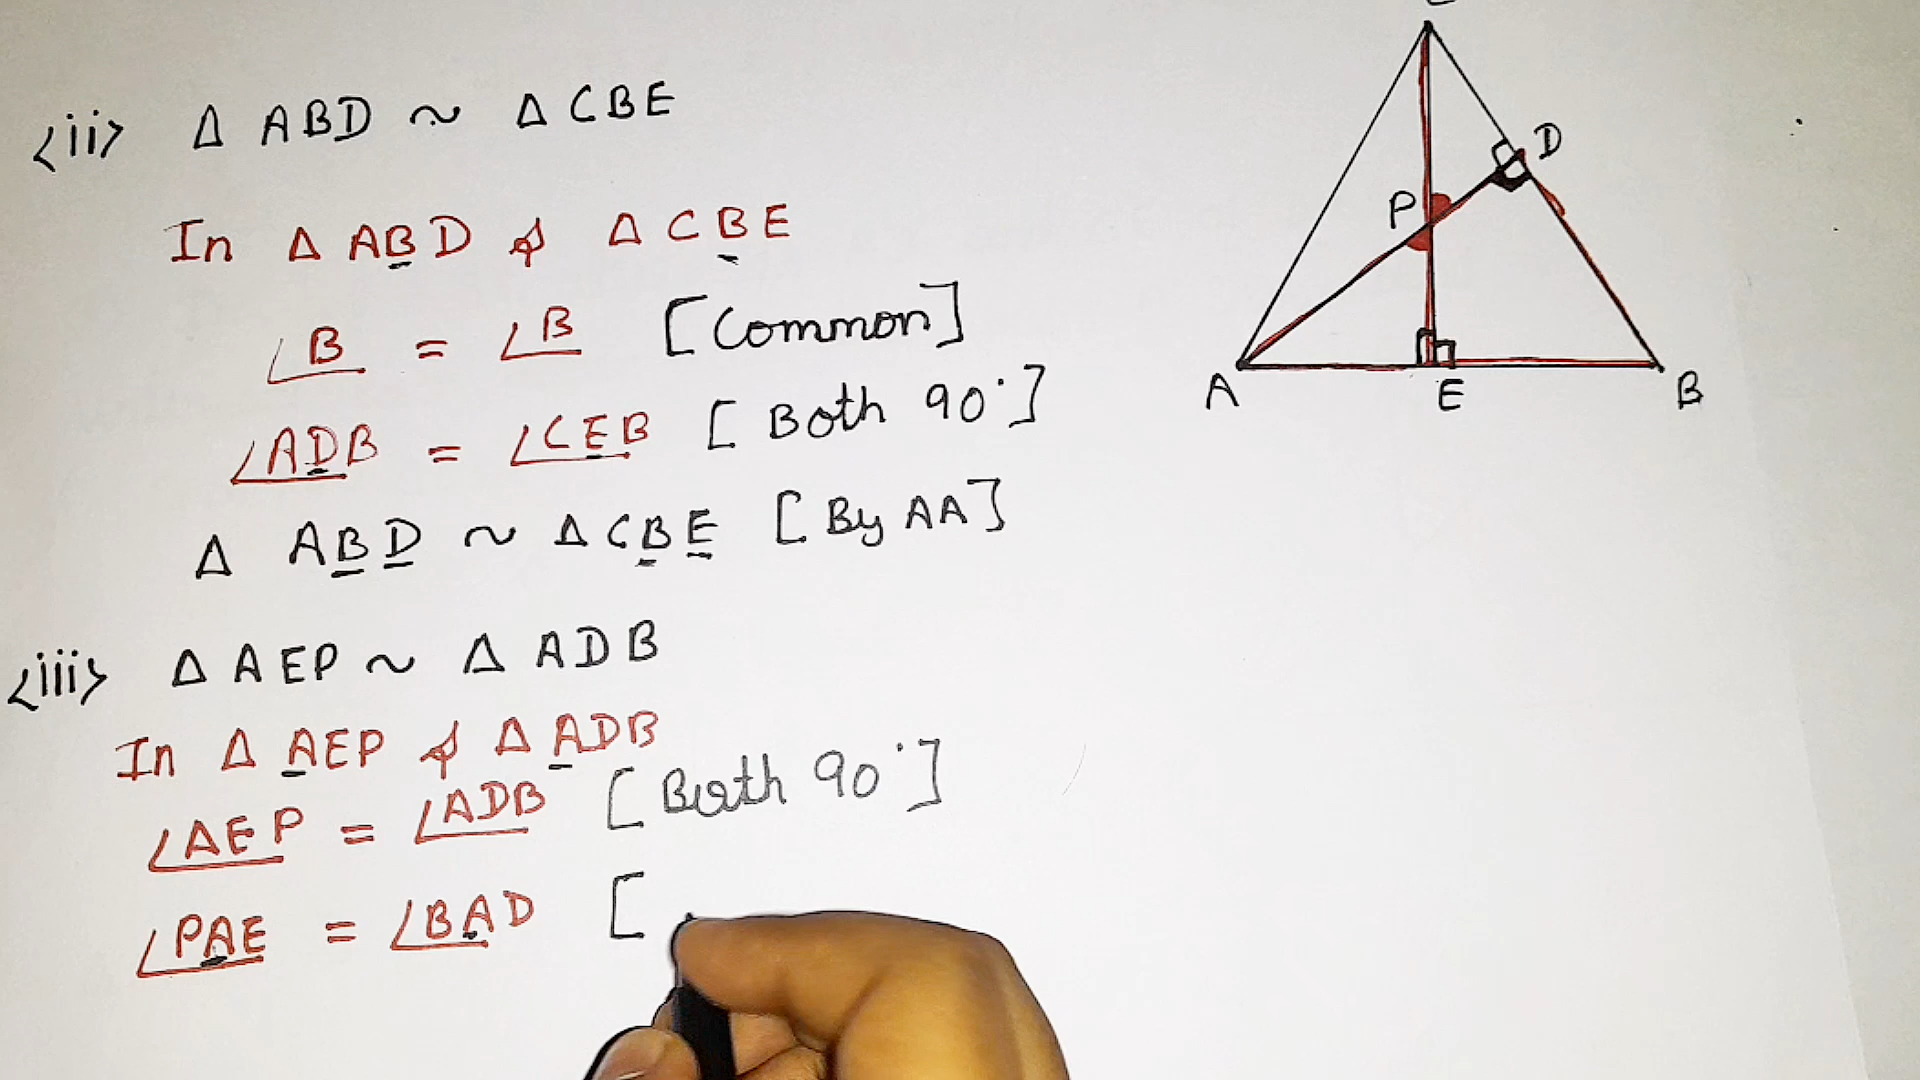 <ii> Δ ABD ~ Δ CBE
In Δ ABD & Δ CBE
∠B = ∠B [Common]
∠ADB = ∠CEB [Both 90°]
Δ ABD ~ Δ CBE [By AA]
<iii> Δ AEP ~ Δ ADB
In Δ AEP & Δ ADB
∠AEP = ∠ADB [Both 90°]
∠PAE = ∠BAD [
D
P
A
E
B